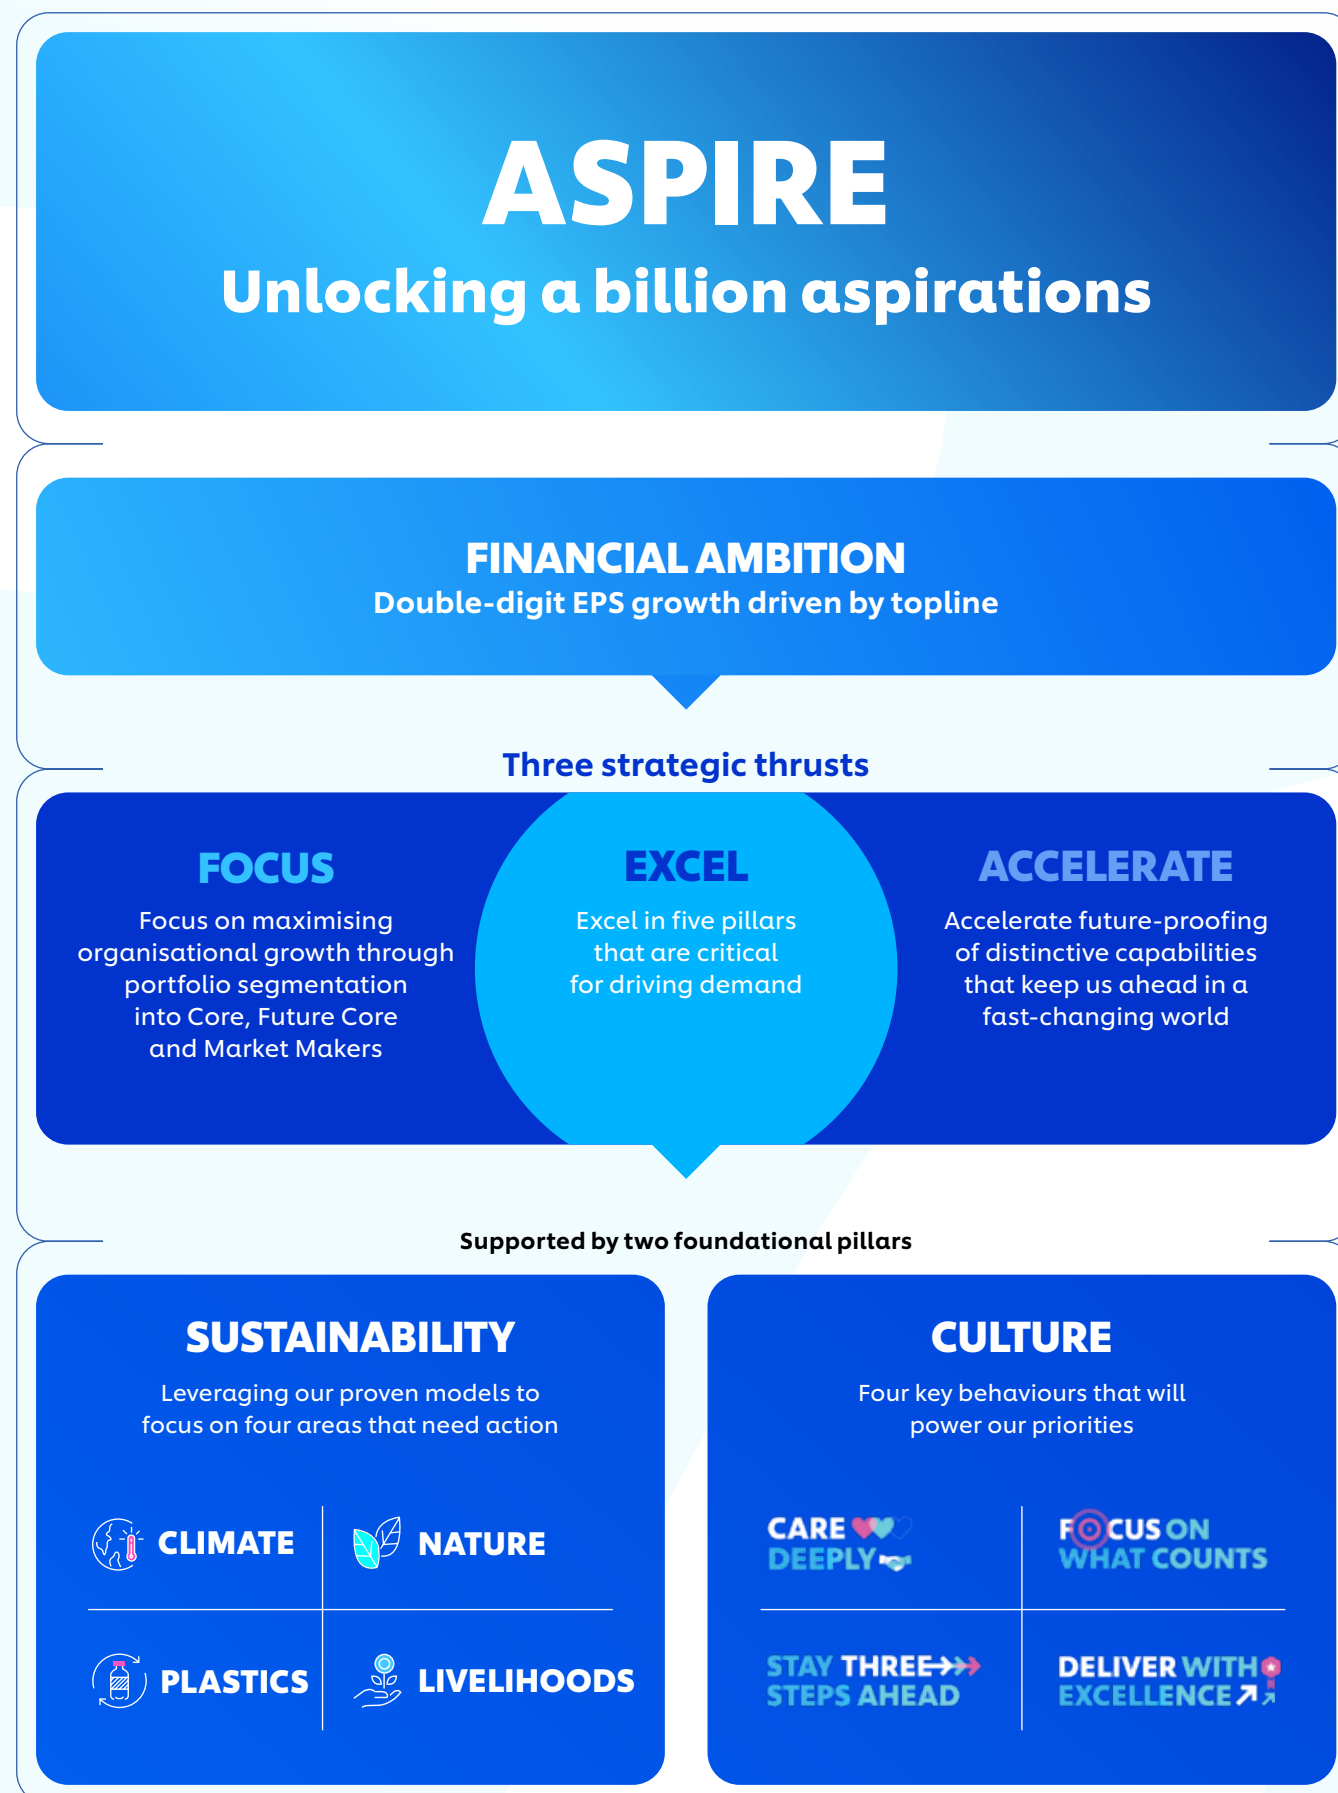 ASPIRE
Unlocking a billion aspirations
FINANCIAL AMBITION
Double-digit EPS growth driven by topline
Three strategic thrusts
FOCUS
Focus on maximising
organisational growth through
portfolio segmentation
into Core, Future Core
and Market Makers
EXCEL
Excel in five pillars
that are critical
for driving demand
ACCELERATE
Accelerate future-proofing
of distinctive capabilities
that keep us ahead in a
fast-changing world
Supported by two foundational pillars
SUSTAINABILITY
Leveraging our proven models to
focus on four areas that need action
CLIMATE
NATURE
PLASTICS
LIVELIHOODS
CULTURE
Four key behaviours that will
power our priorities
CARE
DEEPLY
FOCUS ON
WHAT COUNTS
STAY THREE
STEPS AHEAD
DELIVER WITH
EXCELLENCE